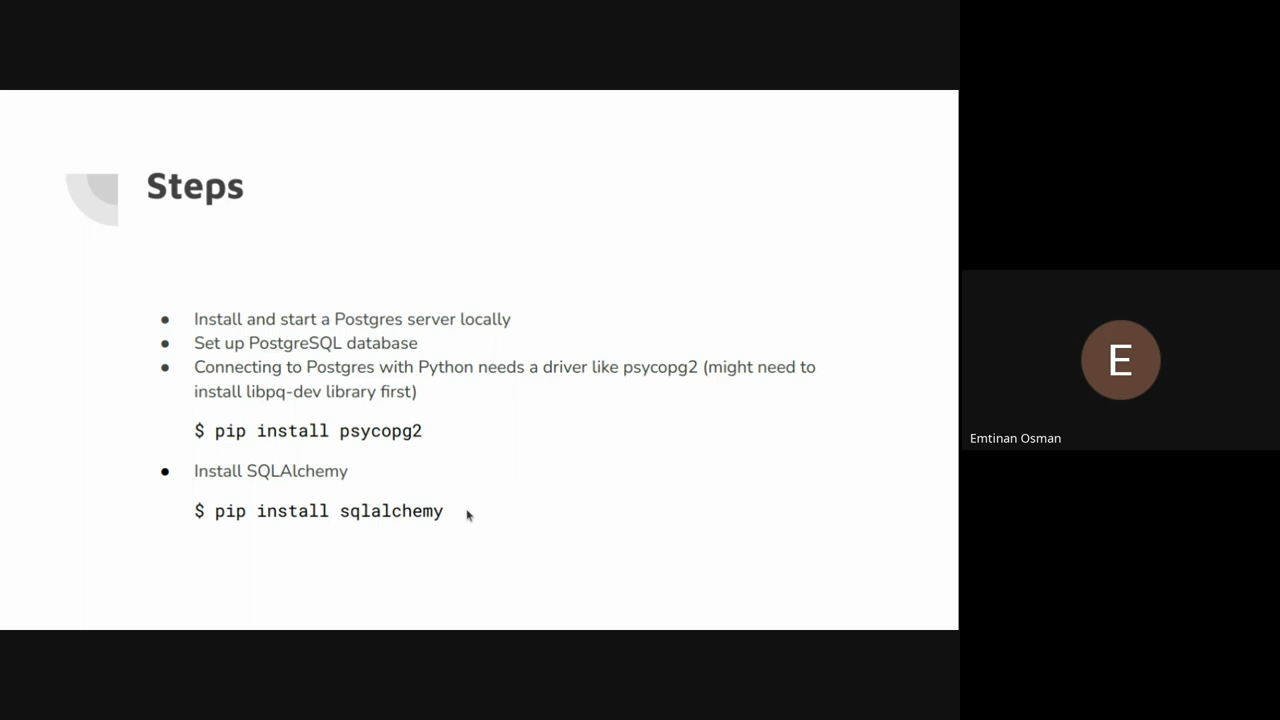 Steps
● Install and start a Postgres server locally
● Set up PostgreSQL database
● Connecting to Postgres with Python needs a driver like psycopg2 (might need to
install libpq-dev library first)
$ pip install psycopg2
● Install SQLAlchemy
$ pip install sqlalchemy
E
Emtinan Osman